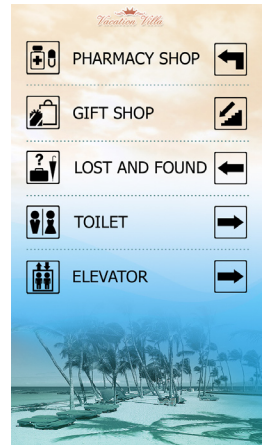 Vacation Villa
PHARMACY SHOP
GIFT SHOP
?
LOST AND FOUND
TOILET
ELEVATOR